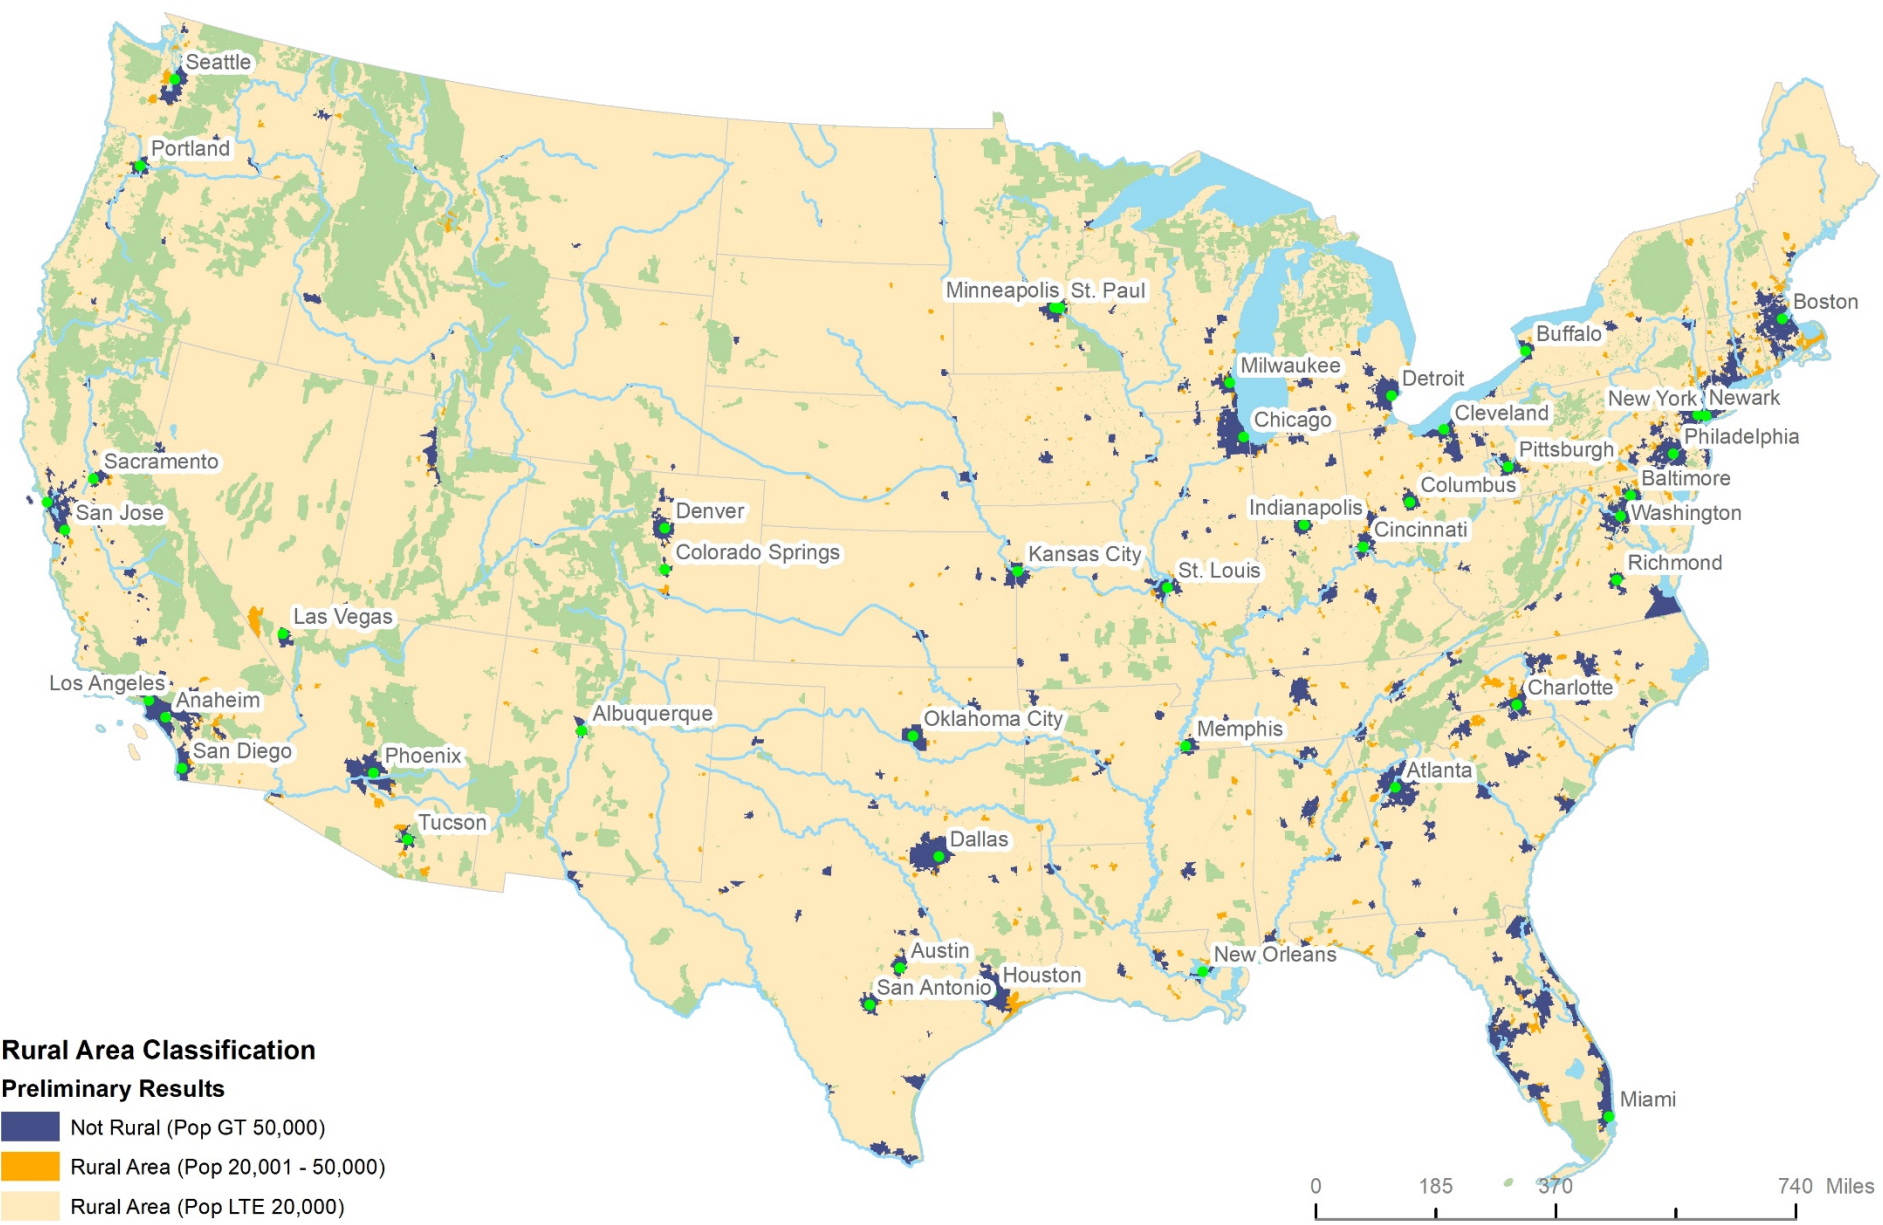 Seattle
Portland
Minneapolis St. Paul
Boston
Buffalo
Milwaukee
Detroit
New York Newark
Cleveland
Chicago
Philadelphia
Pittsburgh
Sacramento
Baltimore
Columbus
San Jose
Denver
Indianapolis
Washington
Cincinnati
Colorado Springs
Kansas City
St. Louis
Richmond
Las Vegas
Los Angeles
Charlotte
Anaheim
Albuquerque
Oklahoma City
Memphis
San Diego
Phoenix
Atlanta
Tucson
Dallas
Austin
New Orleans
Houston
San Antonio
Rural Area Classification
Preliminary Results
Miami
Not Rural (Pop GT 50,000)
Rural Area (Pop 20,001 - 50,000)
0 185 370 740 Miles
Rural Area (Pop LTE 20,000)